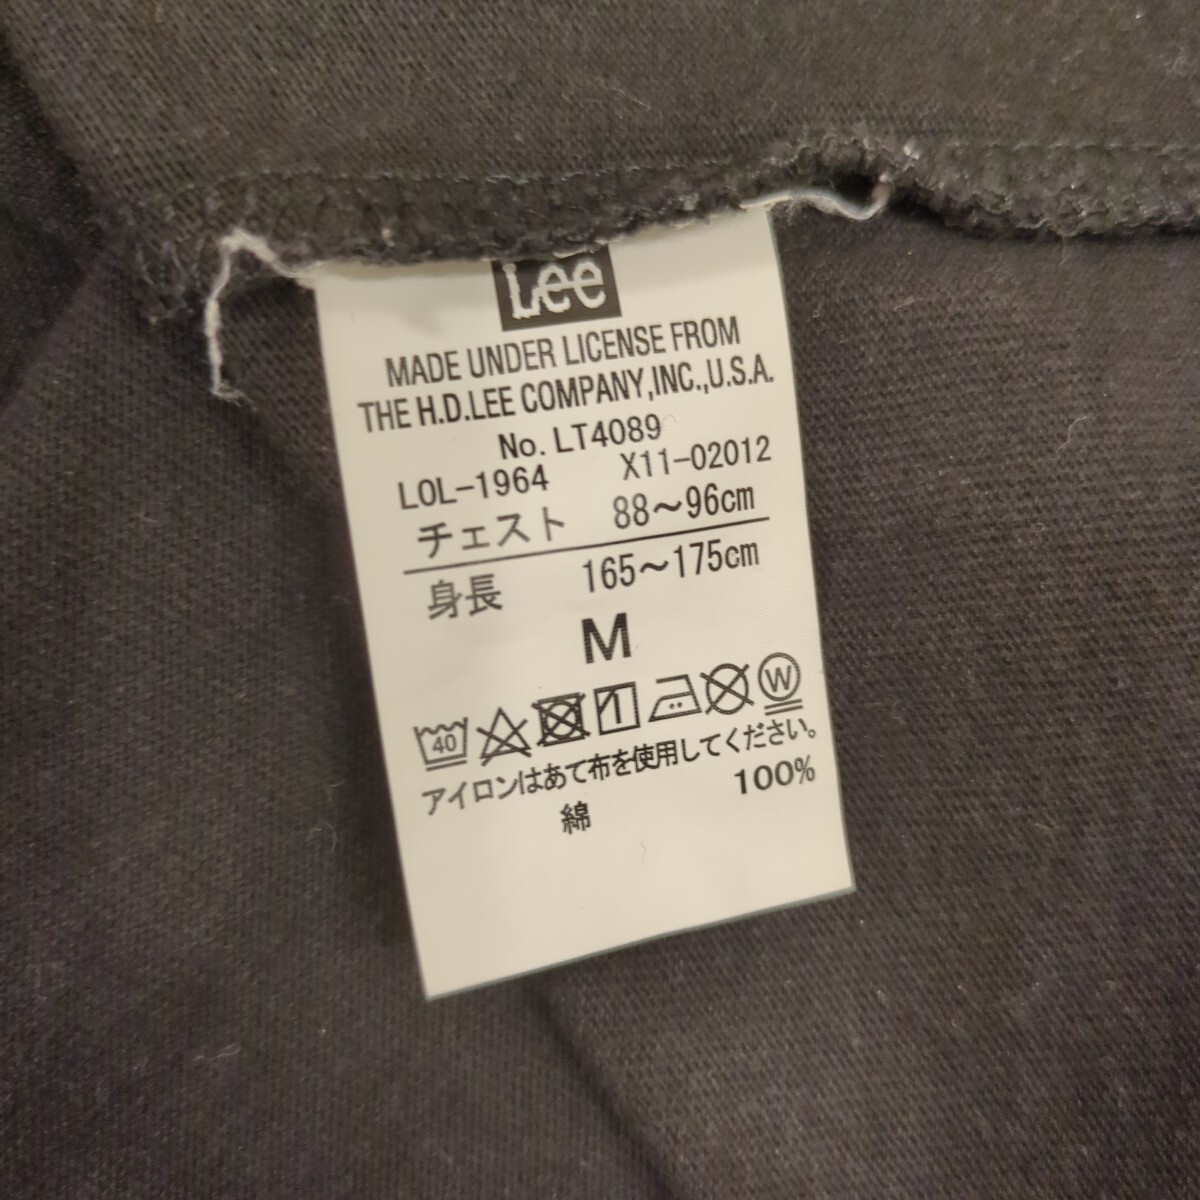 Lee
MADE UNDER LICENSE FROM
THE H.D.LEE COMPANY,INC.,U.S.A.
No. LT4089
LOL-1964 X11-02012
チェスト 88～96cm
身長 165～175cm
M
40 W
アイロンはあて布を使用してください。
綿 100%